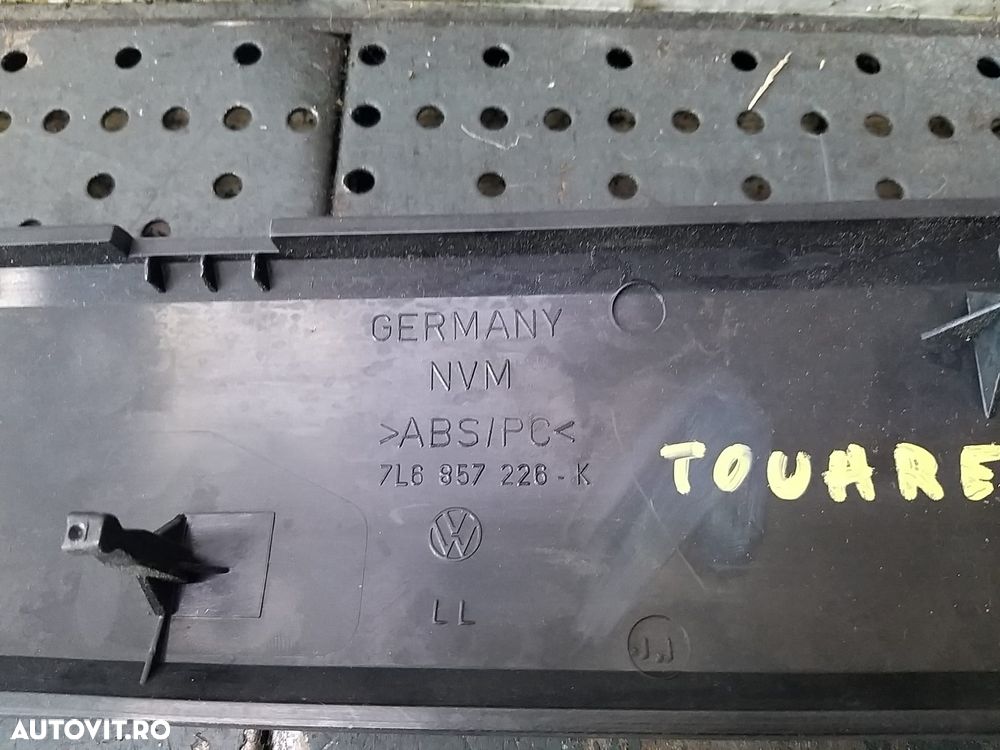 GERMANY
NVM
>ABS/PC<
7L6 857 226 - K
TOUARE
LL
AUTOVIT.RO